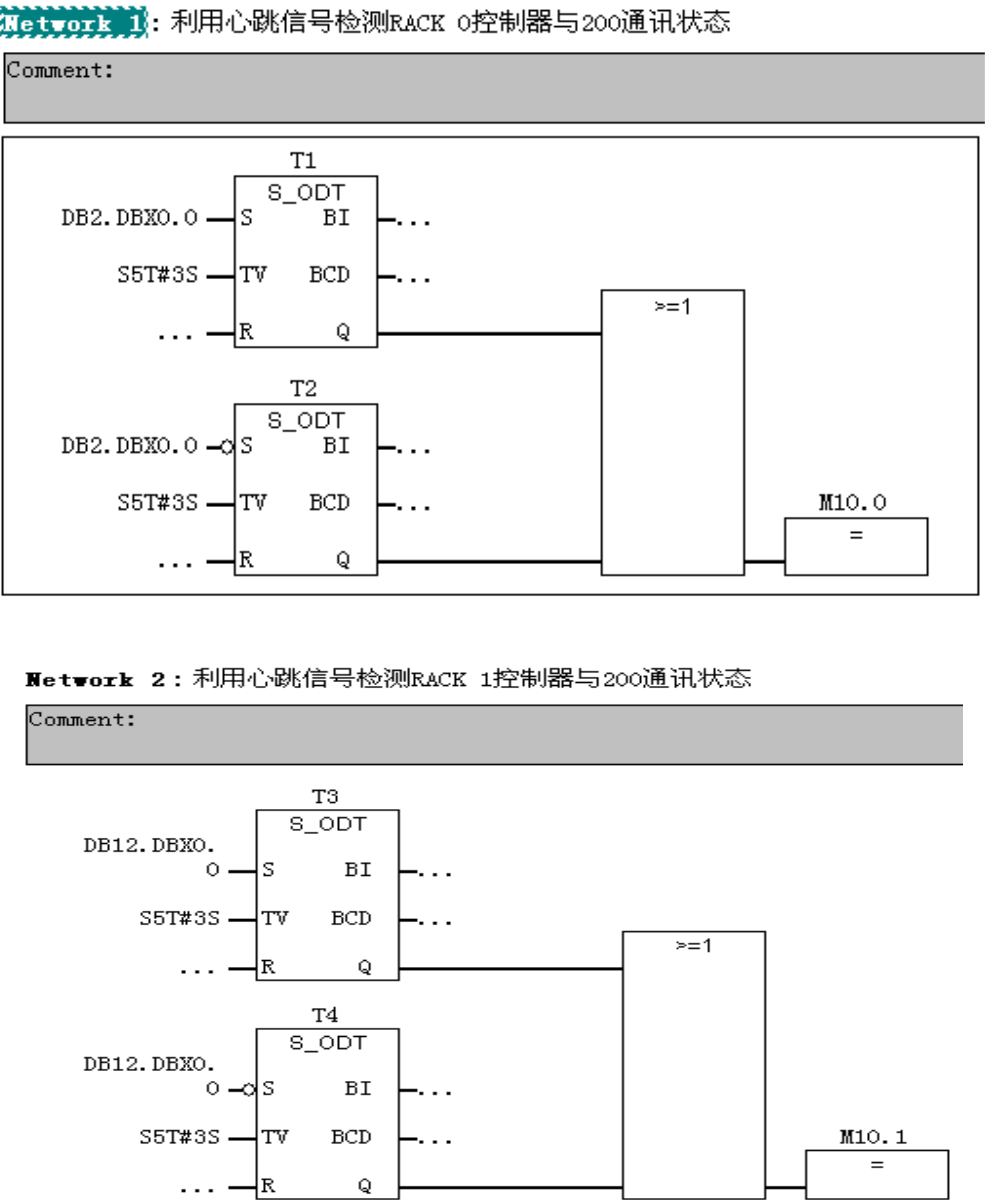 Network 1: 利用心跳信号检测RACK 0控制器与200通讯状态
Comment:
T1
S_ODT
DB2.DBX0.0 S BI ...
S5T#3S TV BCD ...
... R Q
>=1
T2
S_ODT
DB2.DBX0.0 S BI ...
S5T#3S TV BCD ...
... R Q
M10.0
=
Network 2: 利用心跳信号检测RACK 1控制器与200通讯状态
Comment:
T3
S_ODT
DB12.DBX0.
0 S BI ...
S5T#3S TV BCD ...
... R Q
>=1
T4
S_ODT
DB12.DBX0.
0 S BI ...
S5T#3S TV BCD ...
... R Q
M10.1
=